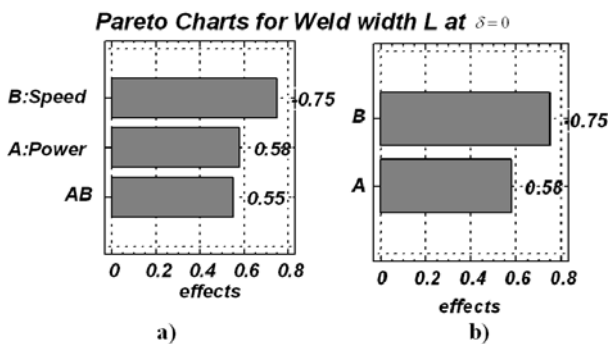 Pareto Charts for Weld width L at δ=0
B:Speed
-0.75
A:Power
0.58
AB
0.55
0 0.2 0.4 0.6 0.8
effects
a)
B
-0.75
A
0.58
0 0.2 0.4 0.6 0.8
effects
b)